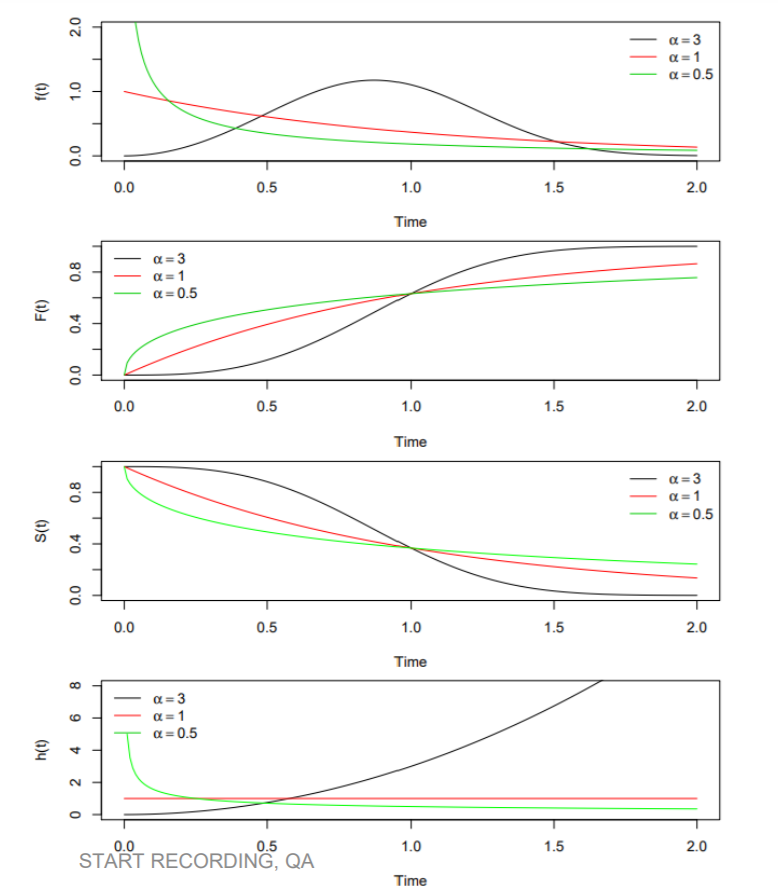 f(t)
2.0
1.0
0.0
α = 3
α = 1
α = 0.5
0.0 0.5 1.0 1.5 2.0
Time
F(t)
0.8
0.4
0.0
α = 3
α = 1
α = 0.5
0.0 0.5 1.0 1.5 2.0
Time
S(t)
0.8
0.4
0.0
α = 3
α = 1
α = 0.5
0.0 0.5 1.0 1.5 2.0
Time
h(t)
8
6
4
2
0
α = 3
α = 1
α = 0.5
0.0 0.5 1.0 1.5 2.0
START RECORDING, QA
Time